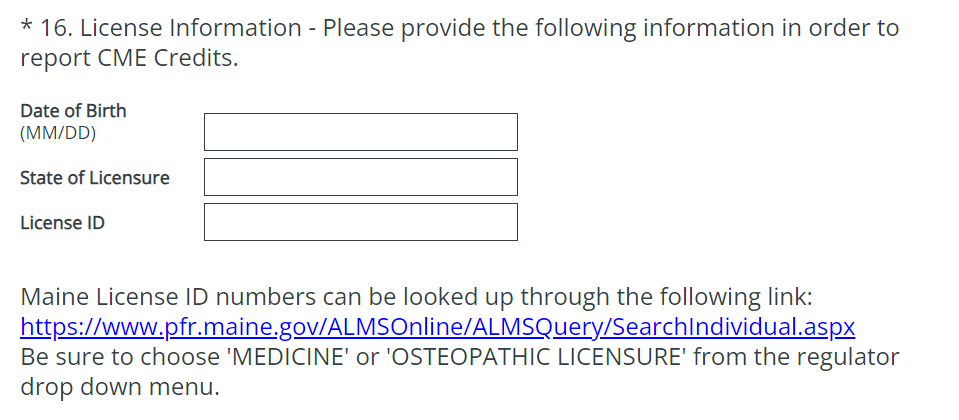 * 16. License Information - Please provide the following information in order to
report CME Credits.
Date of Birth
(MM/DD)
State of Licensure
License ID
Maine License ID numbers can be looked up through the following link:
https://www.pfr.maine.gov/ALMSOnline/ALMSQuery/SearchIndividual.aspx
Be sure to choose 'MEDICINE' or 'OSTEOPATHIC LICENSURE' from the regulator
drop down menu.